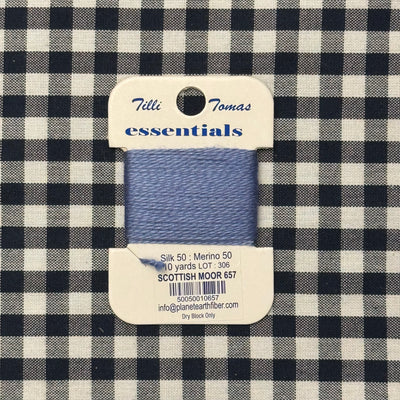 Tilli Tomas
essentials
Silk 50 : Merino 50
10 yards LOT : 306
SCOTTISH MOOR 657
50050010657
info@planetearthfiber.com
Dry Block Only